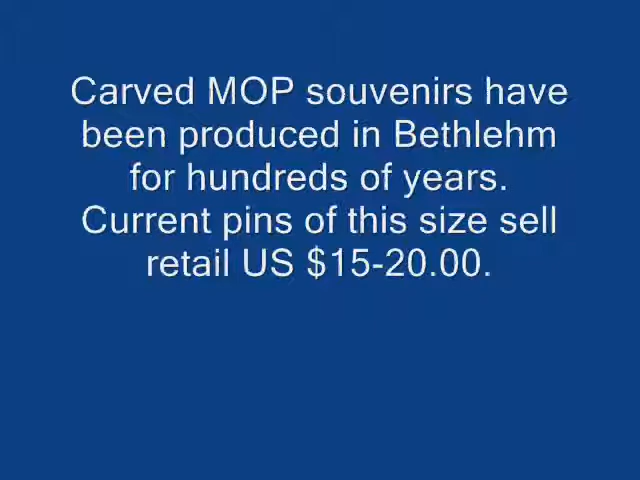 Carved MOP souvenirs have
been produced in Bethlehm
for hundreds of years.
Current pins of this size sell
retail US $15-20.00.